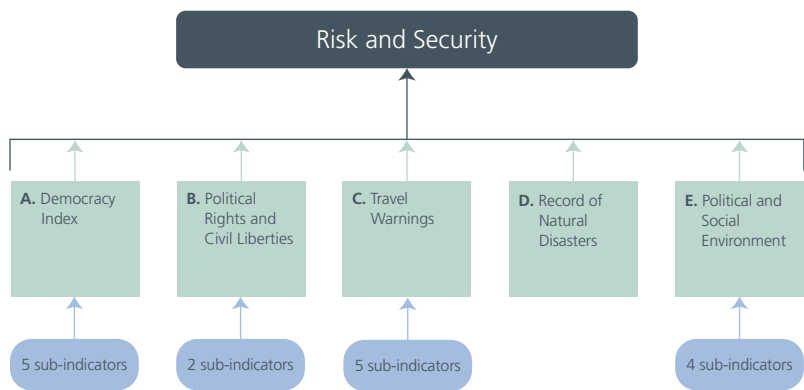 Risk and Security
A. Democracy
Index
B. Political
Rights and
Civil Liberties
C. Travel
Warnings
D. Record of
Natural
Disasters
E. Political and
Social
Environment
5 sub-indicators
2 sub-indicators
5 sub-indicators
4 sub-indicators